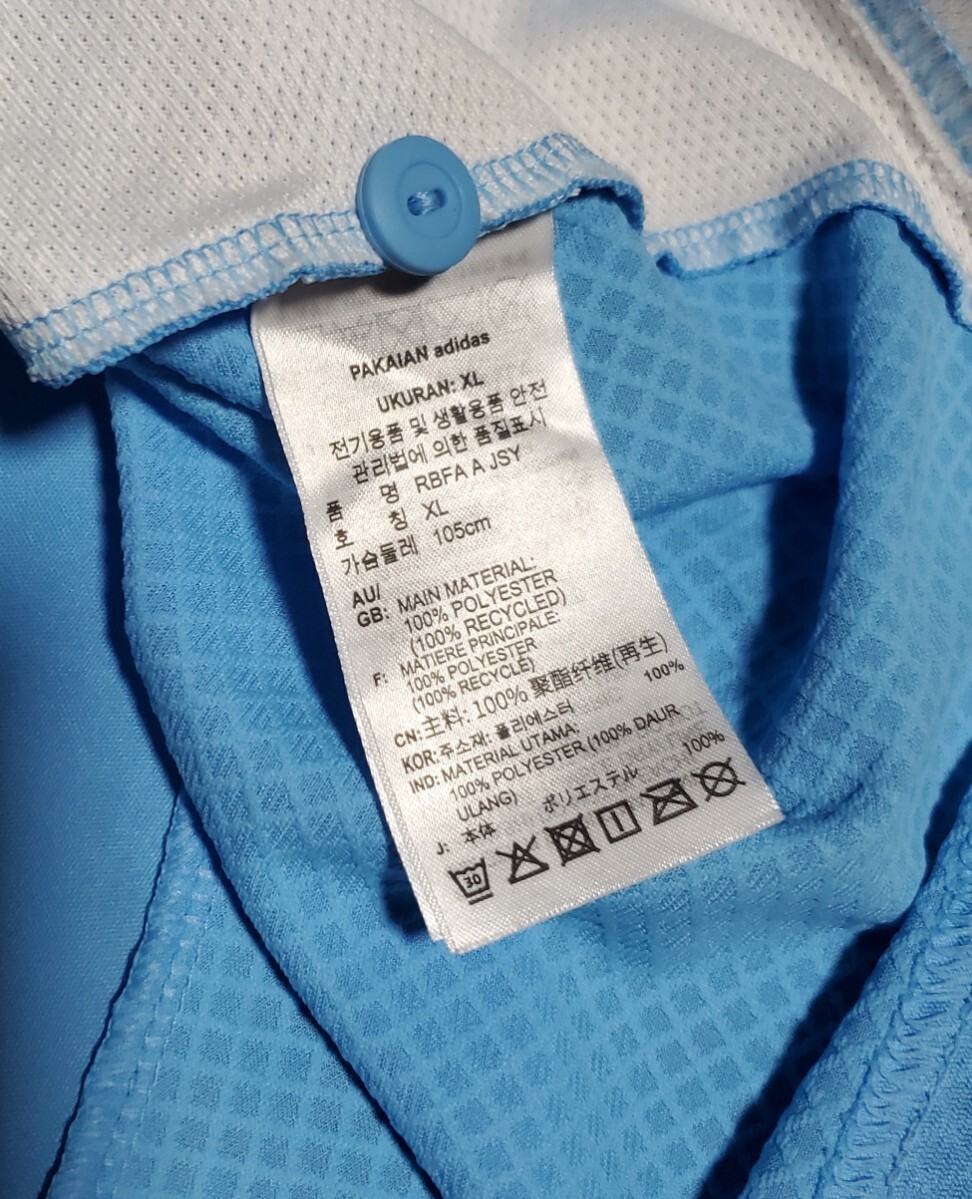 PAKAIAN adidas
UKURAN: XL
전기용품 및 생활용품 안전
관리법에 의한 품질표시
품 명 RBFA A JSY
호 칭 XL
가슴둘레 105cm
AU/
GB: MAIN MATERIAL:
100% POLYESTER
(100% RECYCLED)
F: MATIERE PRINCIPALE:
100% POLYESTER
(100% RECYCLE)
CN: 主料: 100% 聚酯纤维(再生)
KOR: 주소재: 폴리에스터 100%
IND: MATERIAL UTAMA:
100% POLYESTER (100% DAUR
ULANG)
J: 本体 ポリエステル 100%
30